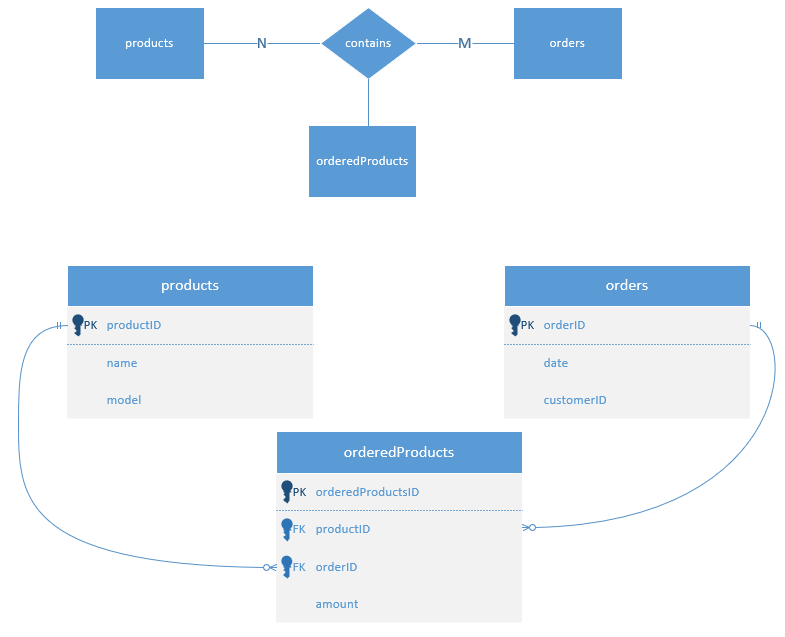 products
N
contains
M
orders
orderedProducts
products
PK productID
name
model
orders
PK orderID
date
customerID
orderedProducts
PK orderedProductsID
FK productID
FK orderID
amount